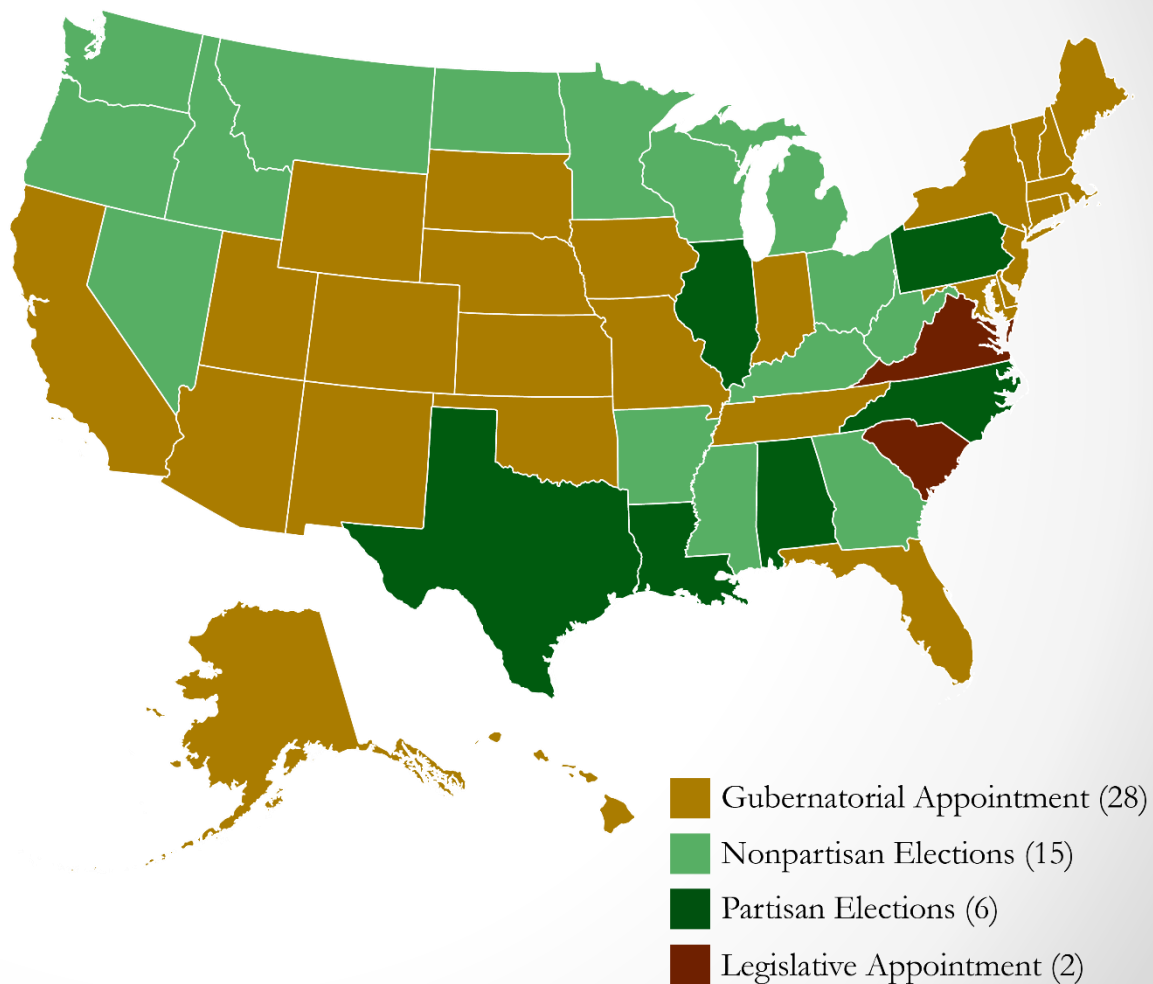 Gubernatorial Appointment (28)
Nonpartisan Elections (15)
Partisan Elections (6)
Legislative Appointment (2)